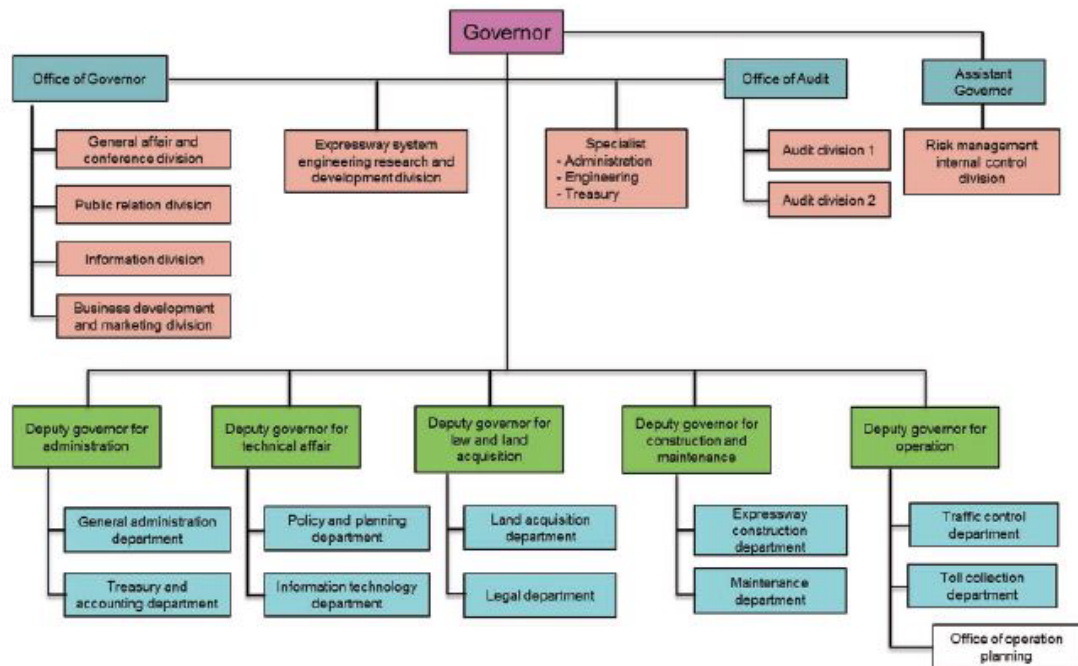 Governor
Office of Governor
Office of Audit
Assistant
Governor
General affair and
conference division
Public relation division
Information division
Business development
and marketing division
Expressway system
engineering research and
development division
Specialist
- Administration
- Engineering
- Treasury
Audit division 1
Audit division 2
Risk management
internal control
division
Deputy governor for
administration
Deputy governor for
technical affair
Deputy governor for
law and land
acquisition
Deputy governor for
construction and
maintenance
Deputy governor for
operation
General administration
department
Treasury and
accounting department
Policy and planning
department
Information technology
department
Land acquisition
department
Legal department
Expressway
construction
department
Maintenance
department
Traffic control
department
Toll collection
department
Office of operation
planning